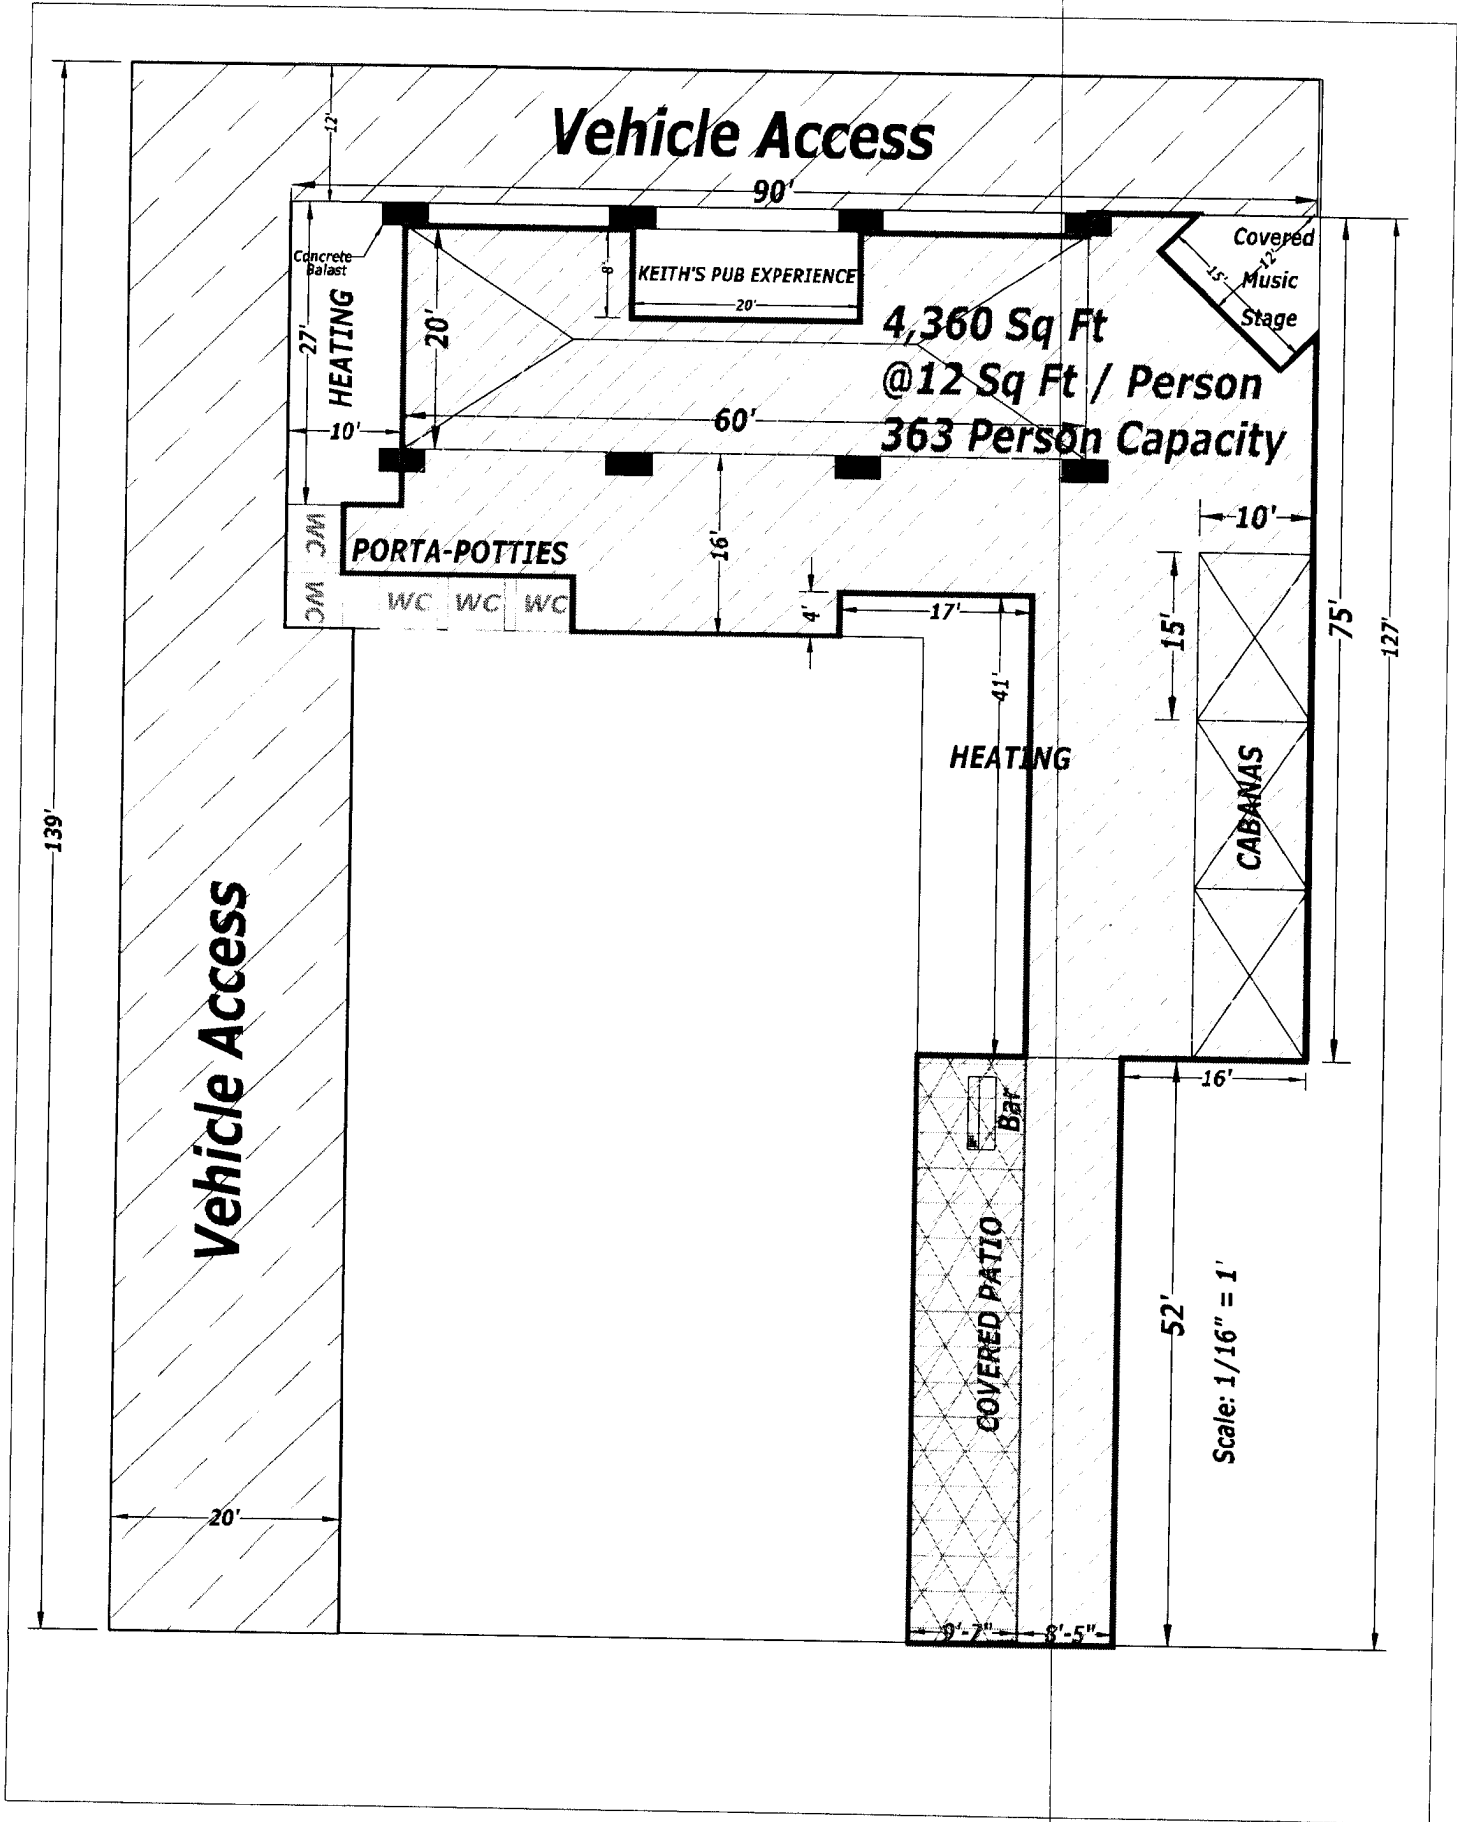 12'
Vehicle Access
90'
Concrete
Balast
27'
HEATING
10'
20'
8'
KEITH'S PUB EXPERIENCE
20'
Covered
Music
Stage
15'
12'
4,360 Sq Ft
@12 Sq Ft / Person
363 Person Capacity
60'
16'
10'
WC
PORTA-POTTIES
WC
WC
WC
WC
4'
17'
15'
75'
127'
41'
HEATING
CABANAS
139'
Vehicle Access
16'
Bar
COVERED PATIO
52'
Scale: 1/16" = 1'
20'
9'-7"
8'-5"